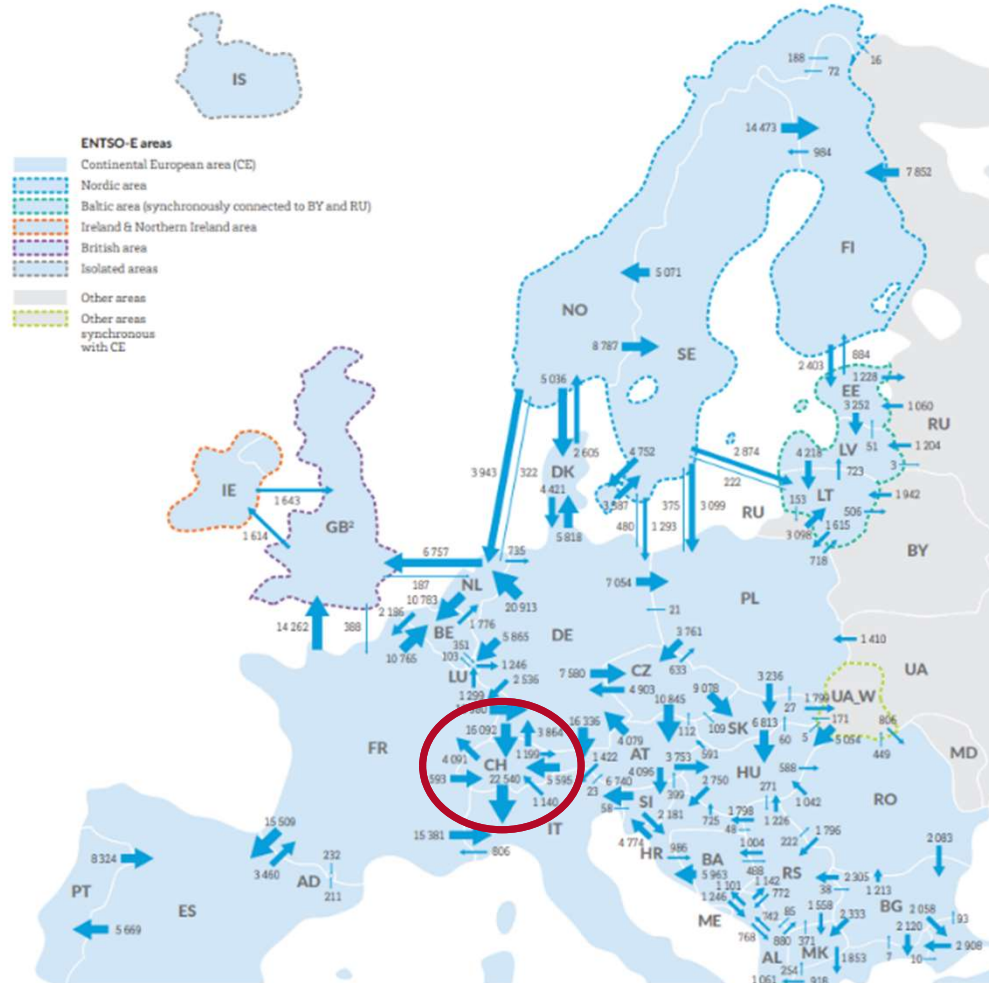 IS
ENTSO-E areas
Continental European area (CE)
Nordic area
Baltic area (synchronously connected to BY and RU)
Ireland & Northern Ireland area
British area
Isolated areas
Other areas
Other areas
synchronous
with CE
188
72
16
14 473
984
7 852
FI
5 071
NO
8 787
SE
2 403
884
5 036
1 228
EE
3 252
1 060
RU
2 605
4 752
2 874
LV
51
1 204
3 943
322
DK
4 218
723
3
IE
1 643
4 421
3 587
222
153
LT
1 942
GB²
480
1 293
375
3 099
RU
506
1 614
5 818
3 098
1 615
718
BY
6 757
735
187
NL
7 054
PL
10 783
20 913
21
2 186
14 262
388
BE
1 776
DE
3 761
1 410
10 765
351
5 865
103
1 246
CZ
633
UA
LU
7 580
2 536
4 903
9 078
3 236
1 299
10 845
27
1 799
UA_W
16 092
3 864
16 336
112
109
SK
6 813
171
806
FR
4 079
60
5
5 054
4 091
1 199
1 422
AT
3 753
591
449
MD
CH
593
22 540
5 595
6 740
4 096
2 750
HU
588
23
271
RO
1 140
58
SI
399
1 042
IT
2 181
725
1 798
1 226
15 509
15 381
4 774
48
1 796
806
HR
986
1 004
222
2 083
8 324
3 460
232
BA
488
RS
AD
5 963
2 305
PT
211
1 101
1 142
38
1 213
1 246
772
BG
ES
1 558
2 058
5 669
ME
742
85
2 333
93
2 120
768
880
371
2 908
AL
MK
1 853
7
10
254
1 061
918